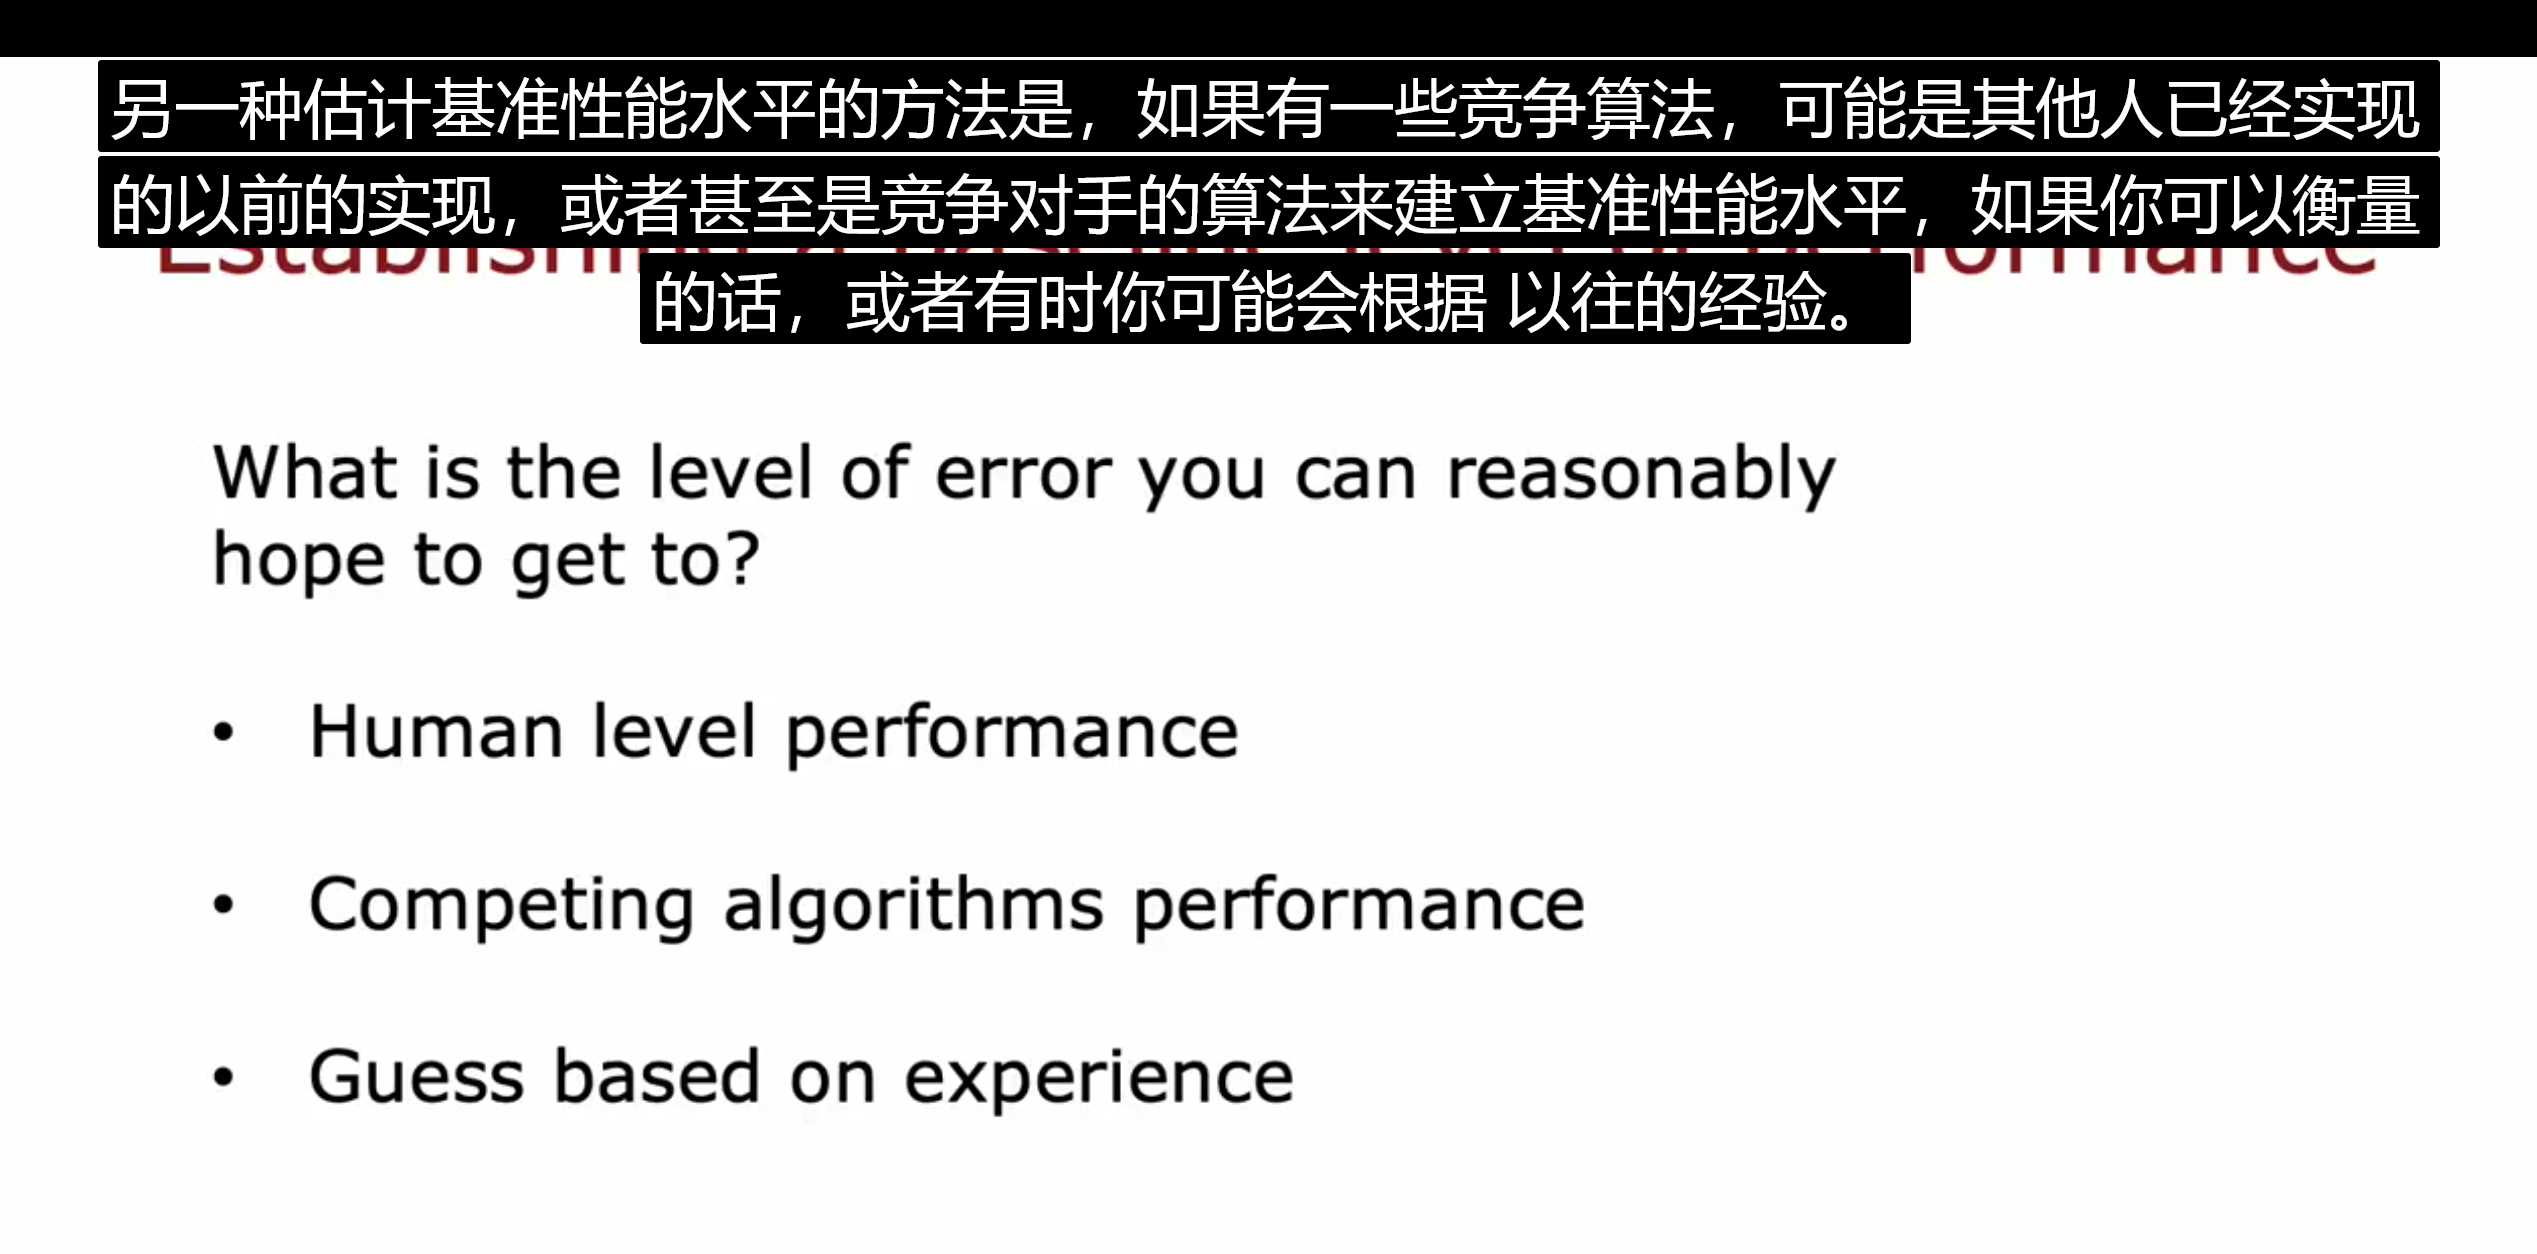 另一种估计基准性能水平的方法是，如果有一些竞争算法，可能是其他人已经实现
的以前的实现，或者甚至是竞争对手的算法来建立基准性能水平，如果你可以衡量
的话，或者有时你可能会根据 以往的经验。
What is the level of error you can reasonably
hope to get to?
• Human level performance
• Competing algorithms performance
• Guess based on experience